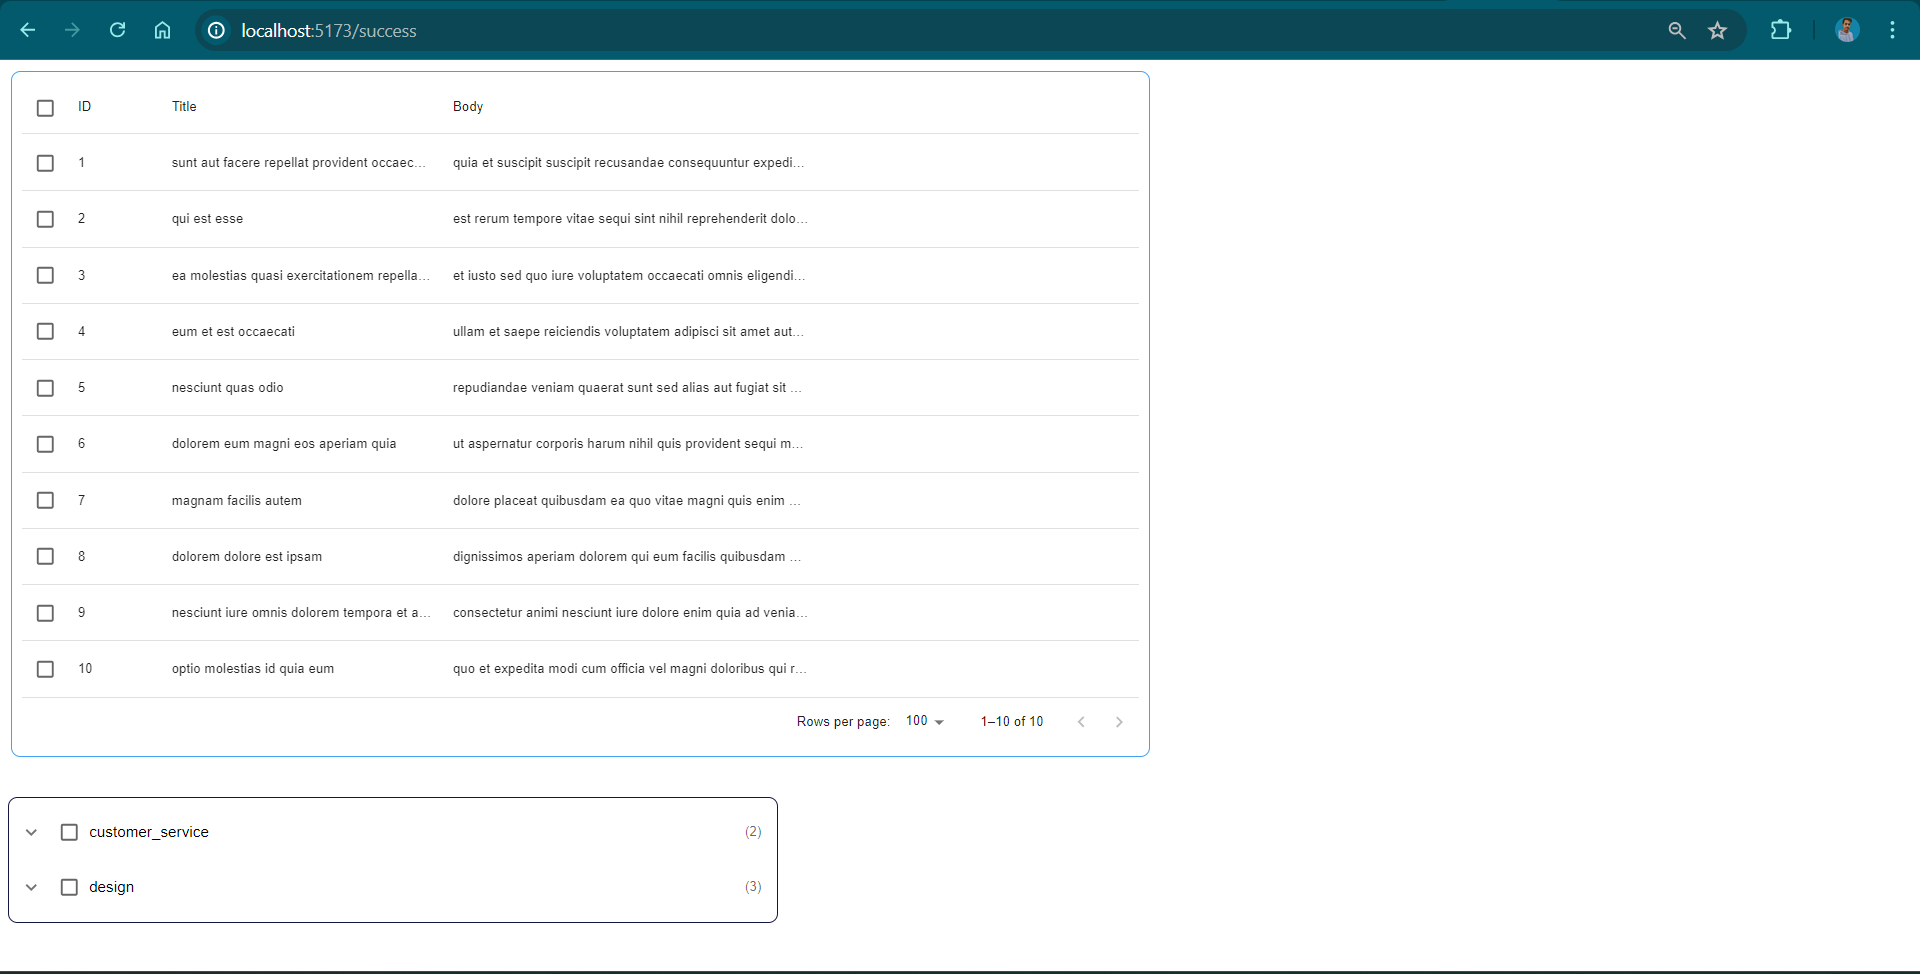 localhost:5173/success
ID Title Body
1 sunt aut facere repellat provident occaec... quia et suscipit suscipit recusandae consequuntur expedi...
2 qui est esse est rerum tempore vitae sequi sint nihil reprehenderit dolo...
3 ea molestias quasi exercitationem repella... et iusto sed quo iure voluptatem occaecati omnis eligendi...
4 eum et est occaecati ullam et saepe reiciendis voluptatem adipisci sit amet aut...
5 nesciunt quas odio repudiandae veniam quaerat sunt sed alias aut fugiat sit ...
6 dolorem eum magni eos aperiam quia ut aspernatur corporis harum nihil quis provident sequi m...
7 magnam facilis autem dolore placeat quibusdam ea quo vitae magni quis enim ...
8 dolorem dolore est ipsam dignissimos aperiam dolorem qui eum facilis quibusdam ...
9 nesciunt iure omnis dolorem tempora et a... consectetur animi nesciunt iure dolore enim quia ad venia...
10 optio molestias id quia eum quo et expedita modi cum officia vel magni doloribus qui r...
Rows per page: 100 1–10 of 10
customer_service (2)
design (3)